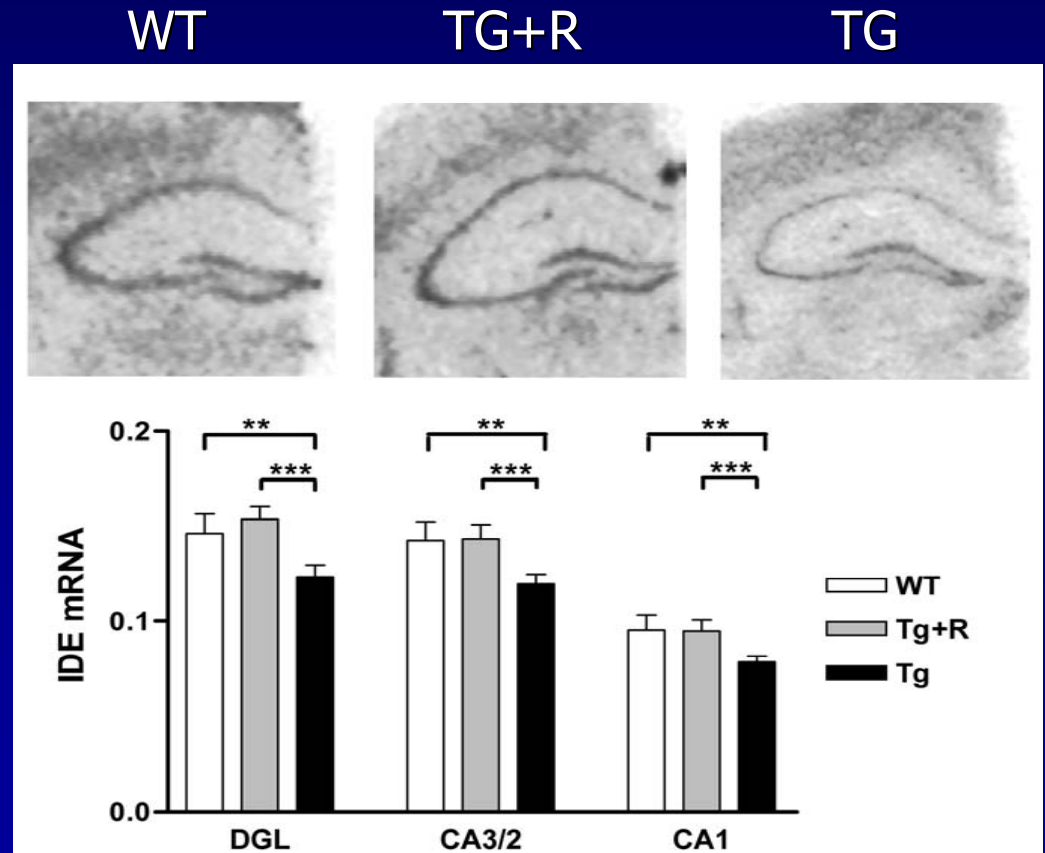 WT TG+R TG
** ** **
*** *** ***
0.2
0.1
0.0
IDE mRNA
DGL CA3/2 CA1
WT
Tg+R
Tg